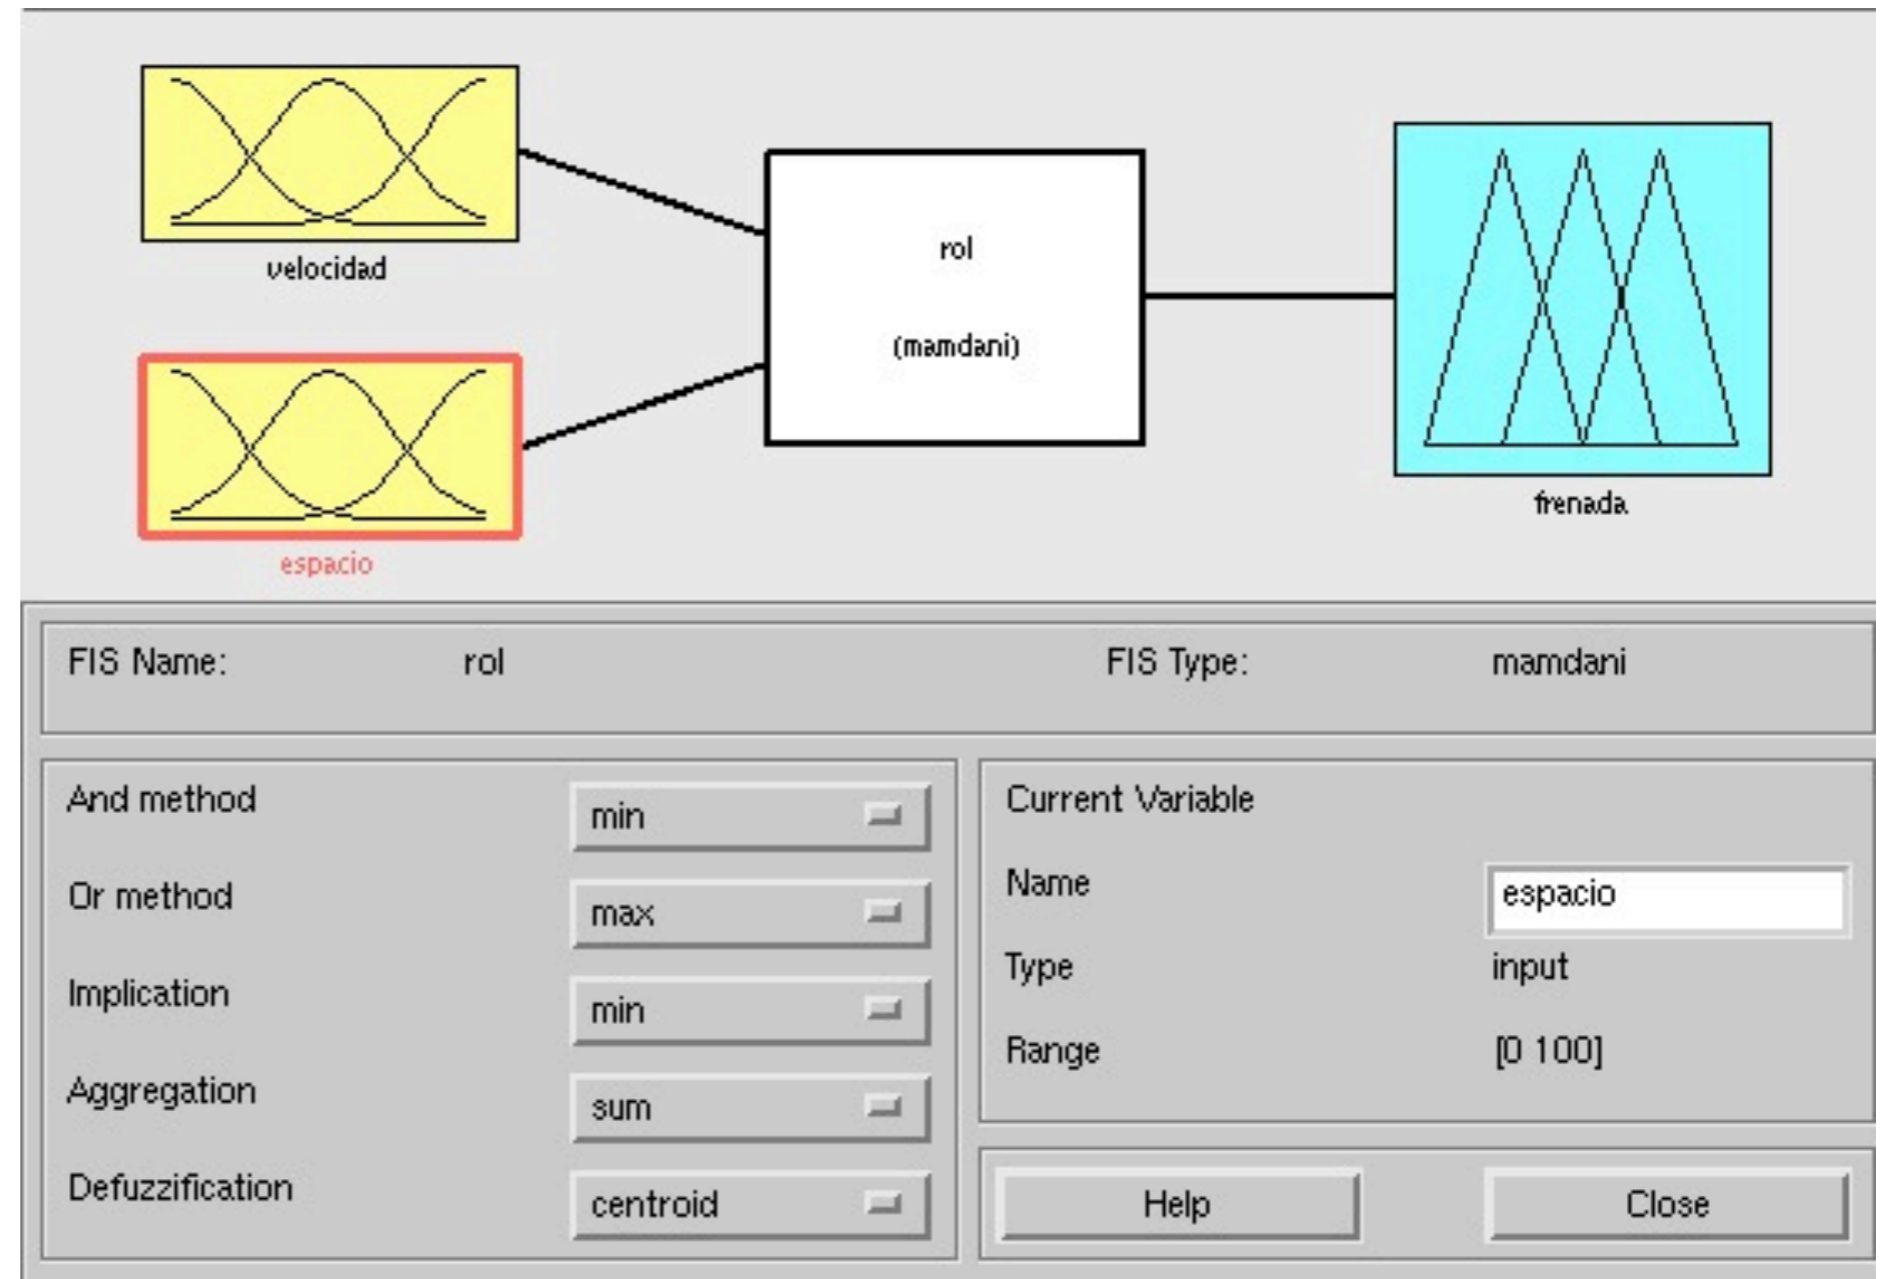 velocidad
espacio
rol
(mamdani)
frenada
FIS Name: rol FIS Type: mamdani
And method min
Or method max
Implication min
Aggregation sum
Defuzzification centroid
Current Variable
Name espacio
Type input
Range [0 100]
Help Close